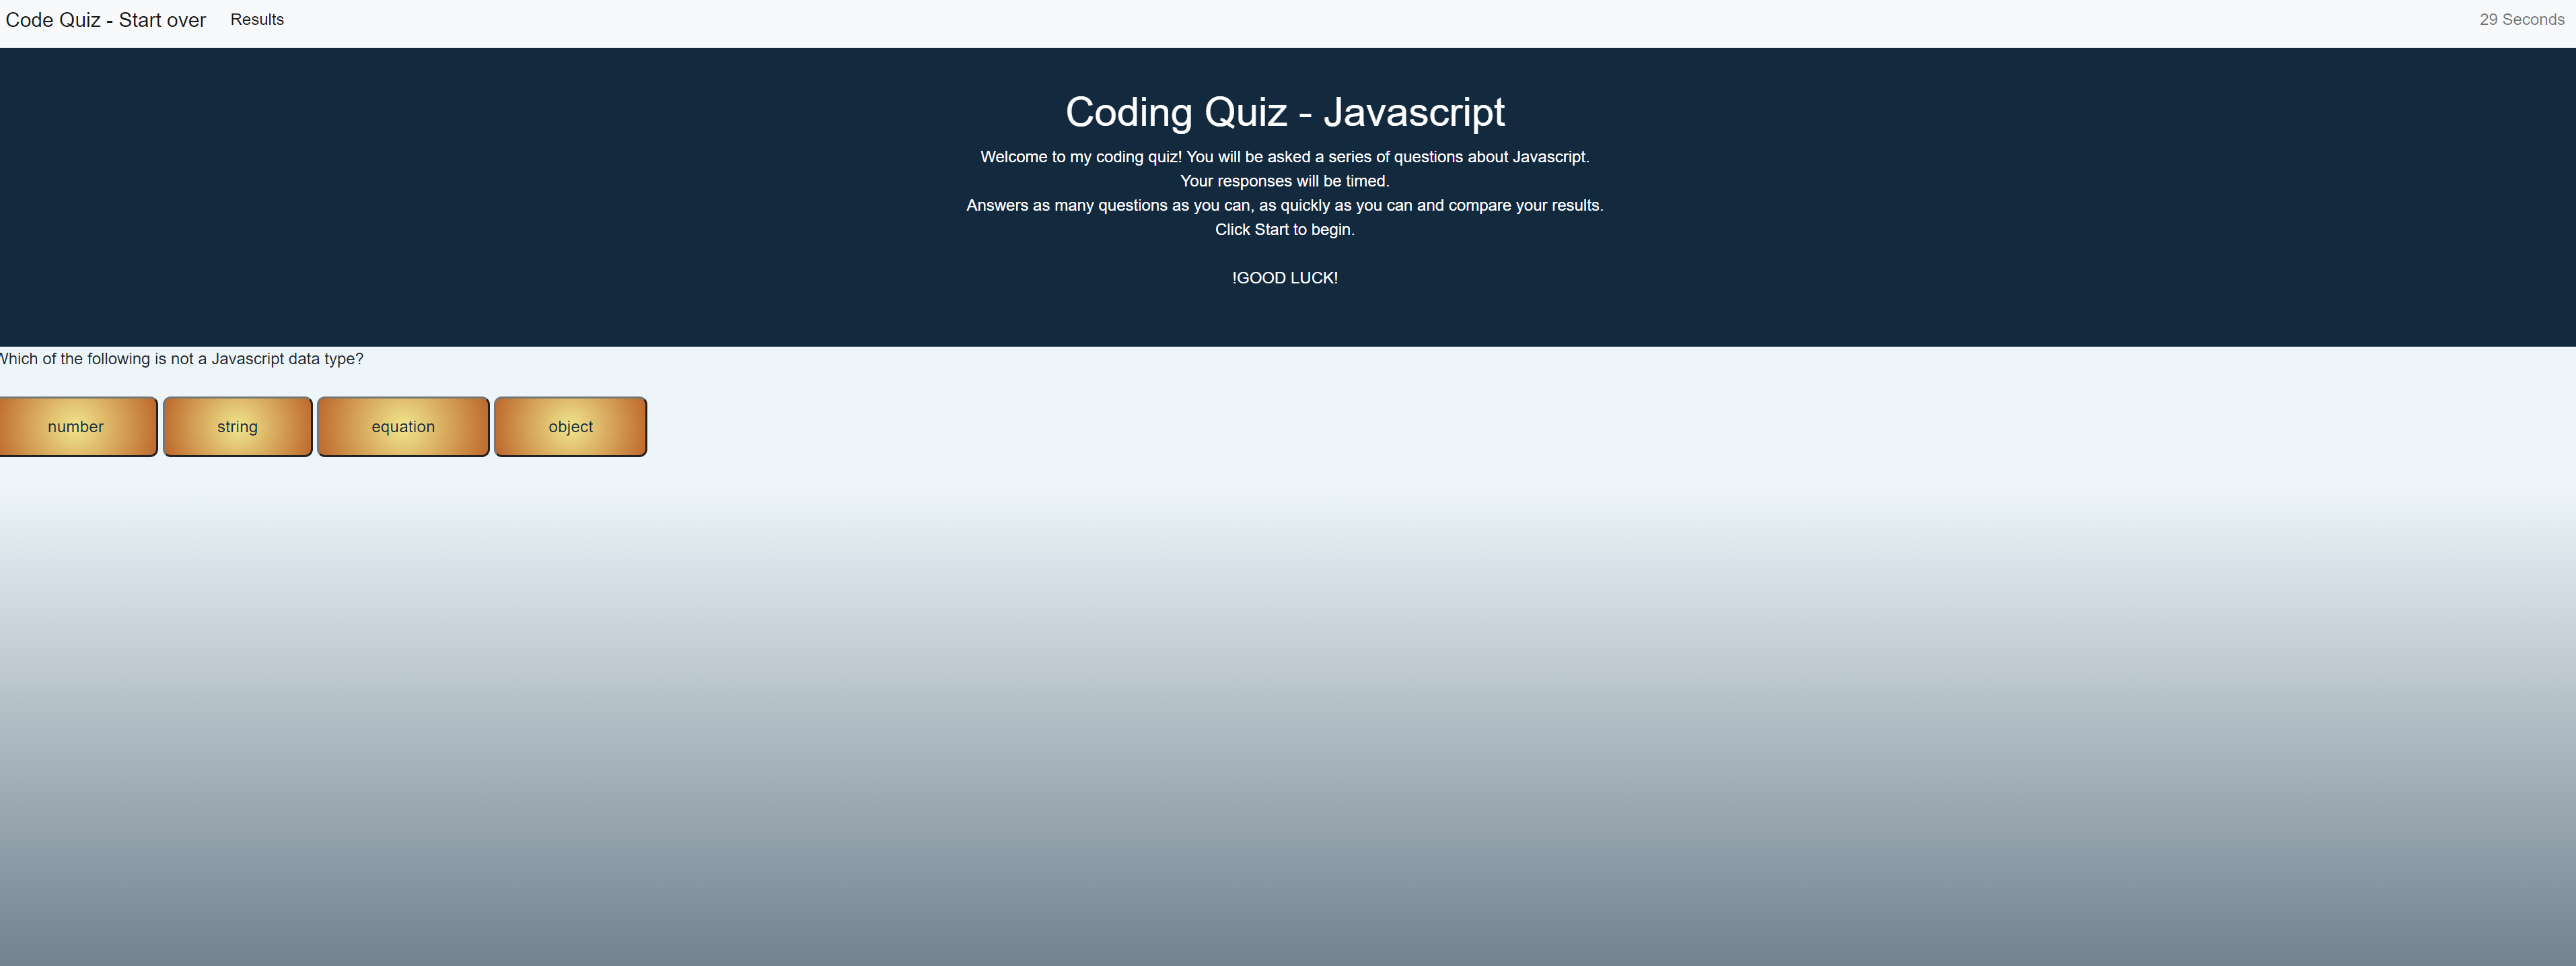 Code Quiz - Start over Results 29 Seconds
Coding Quiz - Javascript
Welcome to my coding quiz! You will be asked a series of questions about Javascript.
Your responses will be timed.
Answers as many questions as you can, as quickly as you can and compare your results.
Click Start to begin.
!GOOD LUCK!
Which of the following is not a Javascript data type?
number string equation object